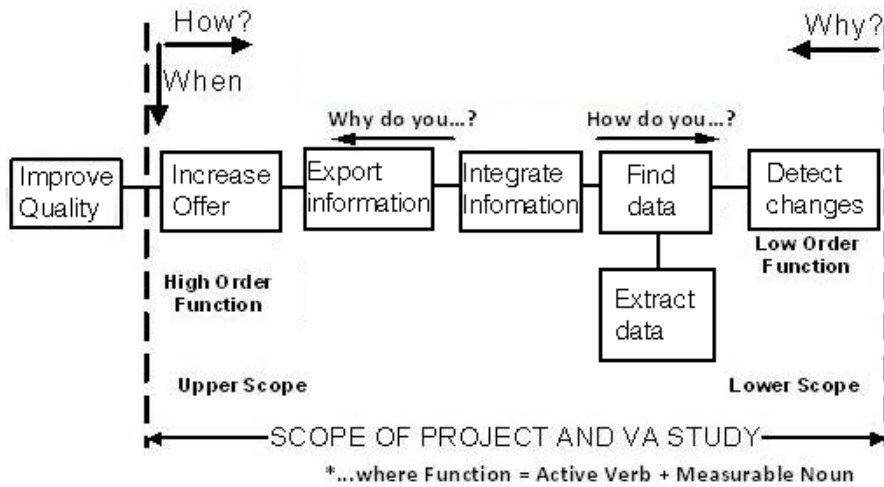 How?
Why?
When
Why do you...?
How do you...?
Improve
Quality
Increase
Offer
Export
information
Integrate
Infomation
Find
data
Detect
changes
Low Order
Function
High Order
Function
Extract
data
Upper Scope
Lower Scope
SCOPE OF PROJECT AND VA STUDY
*...where Function = Active Verb + Measurable Noun